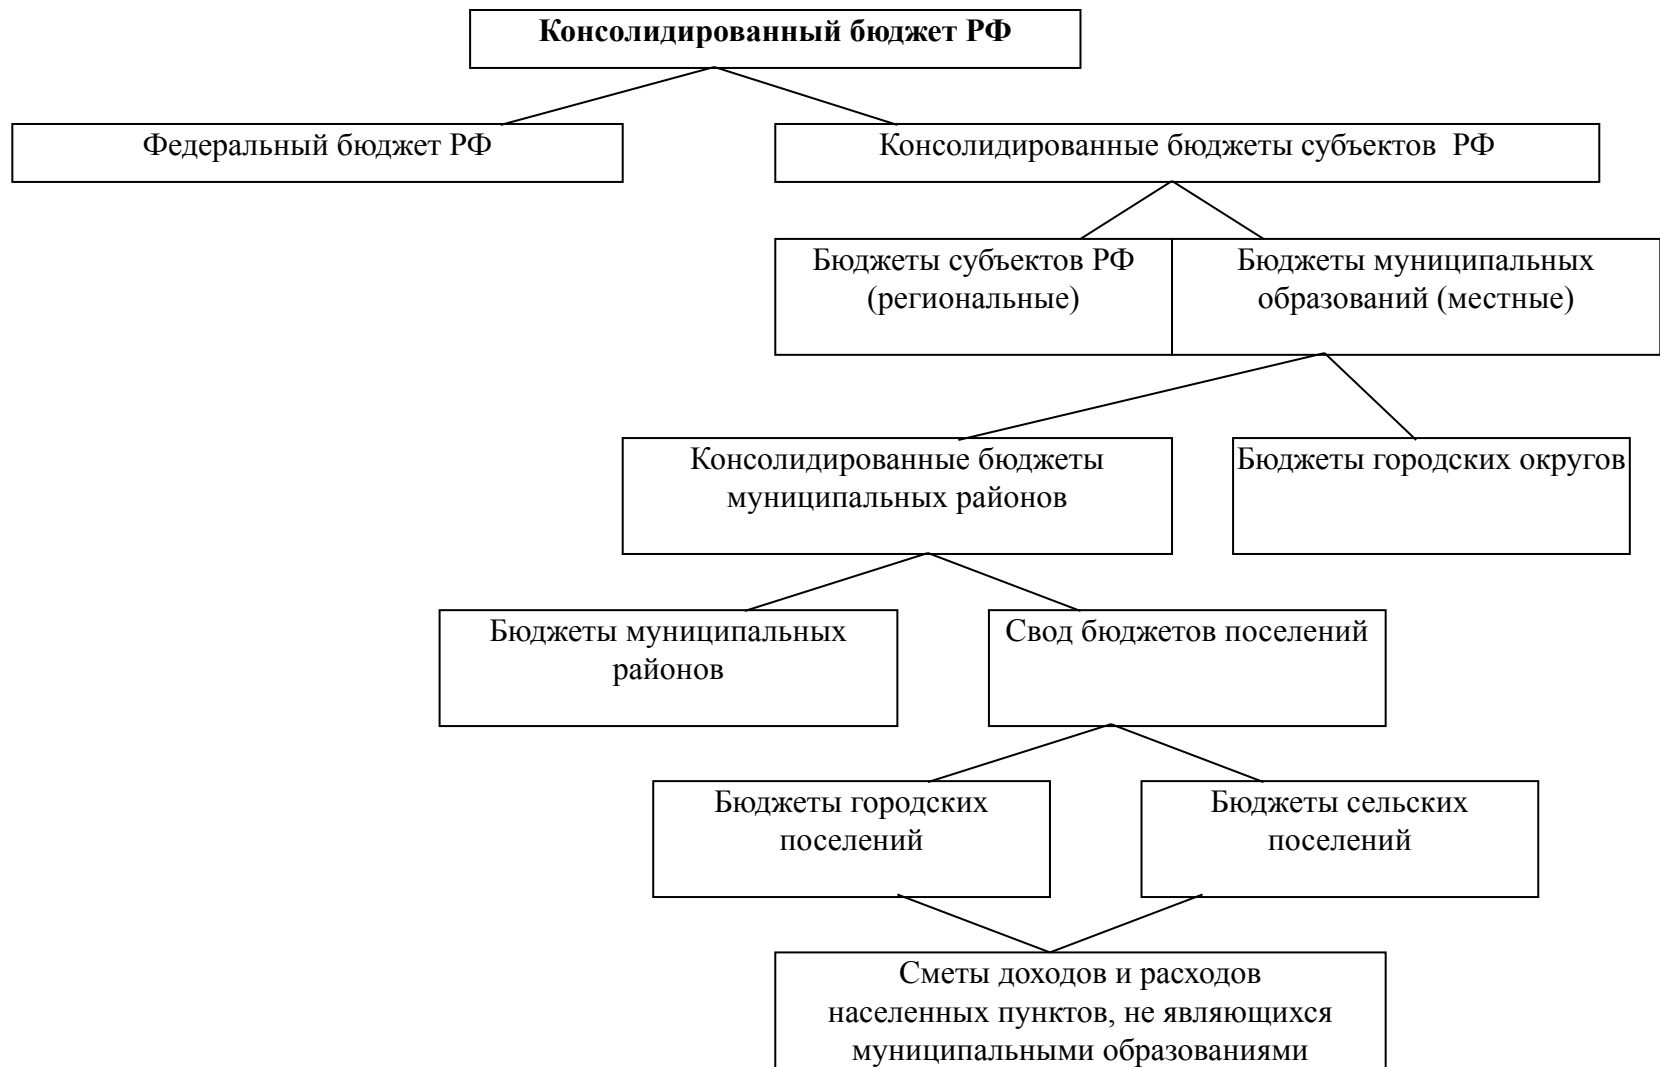 Консолидированный бюджет РФ
Федеральный бюджет РФ
Консолидированные бюджеты субъектов РФ
Бюджеты субъектов РФ
(региональные)
Бюджеты муниципальных
образований (местные)
Консолидированные бюджеты
муниципальных районов
Бюджеты городских округов
Бюджеты муниципальных
районов
Свод бюджетов поселений
Бюджеты городских
поселений
Бюджеты сельских
поселений
Сметы доходов и расходов
населенных пунктов, не являющихся
муниципальными образованиями